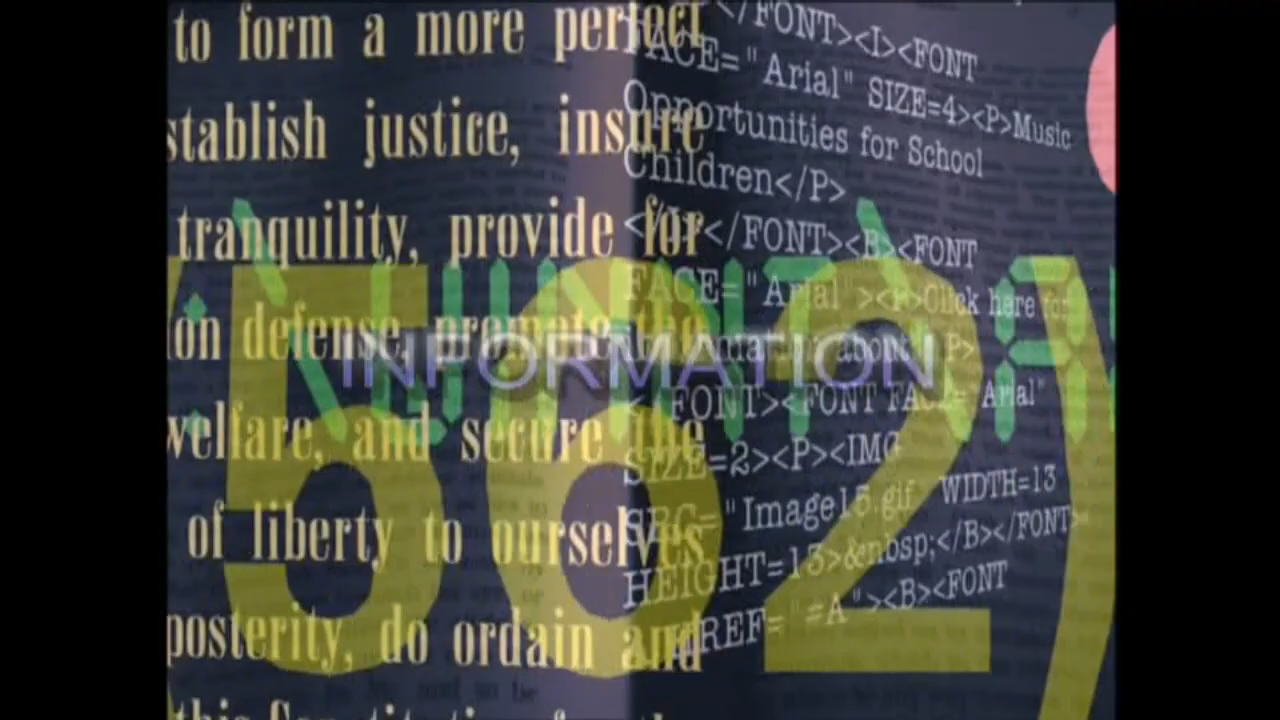 to form a more perfect
stablish justice, insure
tranquility, provide for
on defense, promote the
welfare, and secure the
of liberty to ourselves
posterity, do ordain and
</FONT><I><FONT
FACE="Arial" SIZE=4><P>Music
Opportunities for School
Children</P>
</I></FONT><B><FONT
FACE="Arial"><P>Click here for
about
FONT><FONT FACE="Arial"
SIZE=2><P><IMG
SRC="Image15.gif WIDTH=13
HEIGHT=13>&nbsp;</B></FONT>
HREF="=A"><B><FONT
INFORMATION
562)